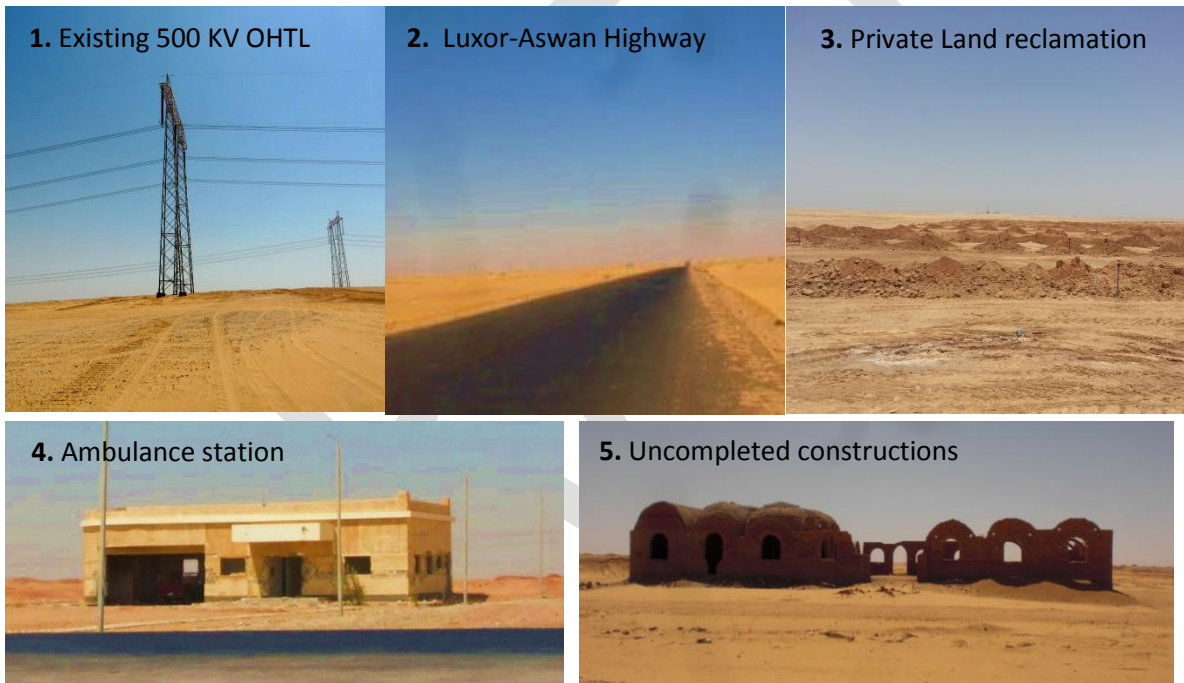 1. Existing 500 KV OHTL
2. Luxor-Aswan Highway
3. Private Land reclamation
4. Ambulance station
5. Uncompleted constructions